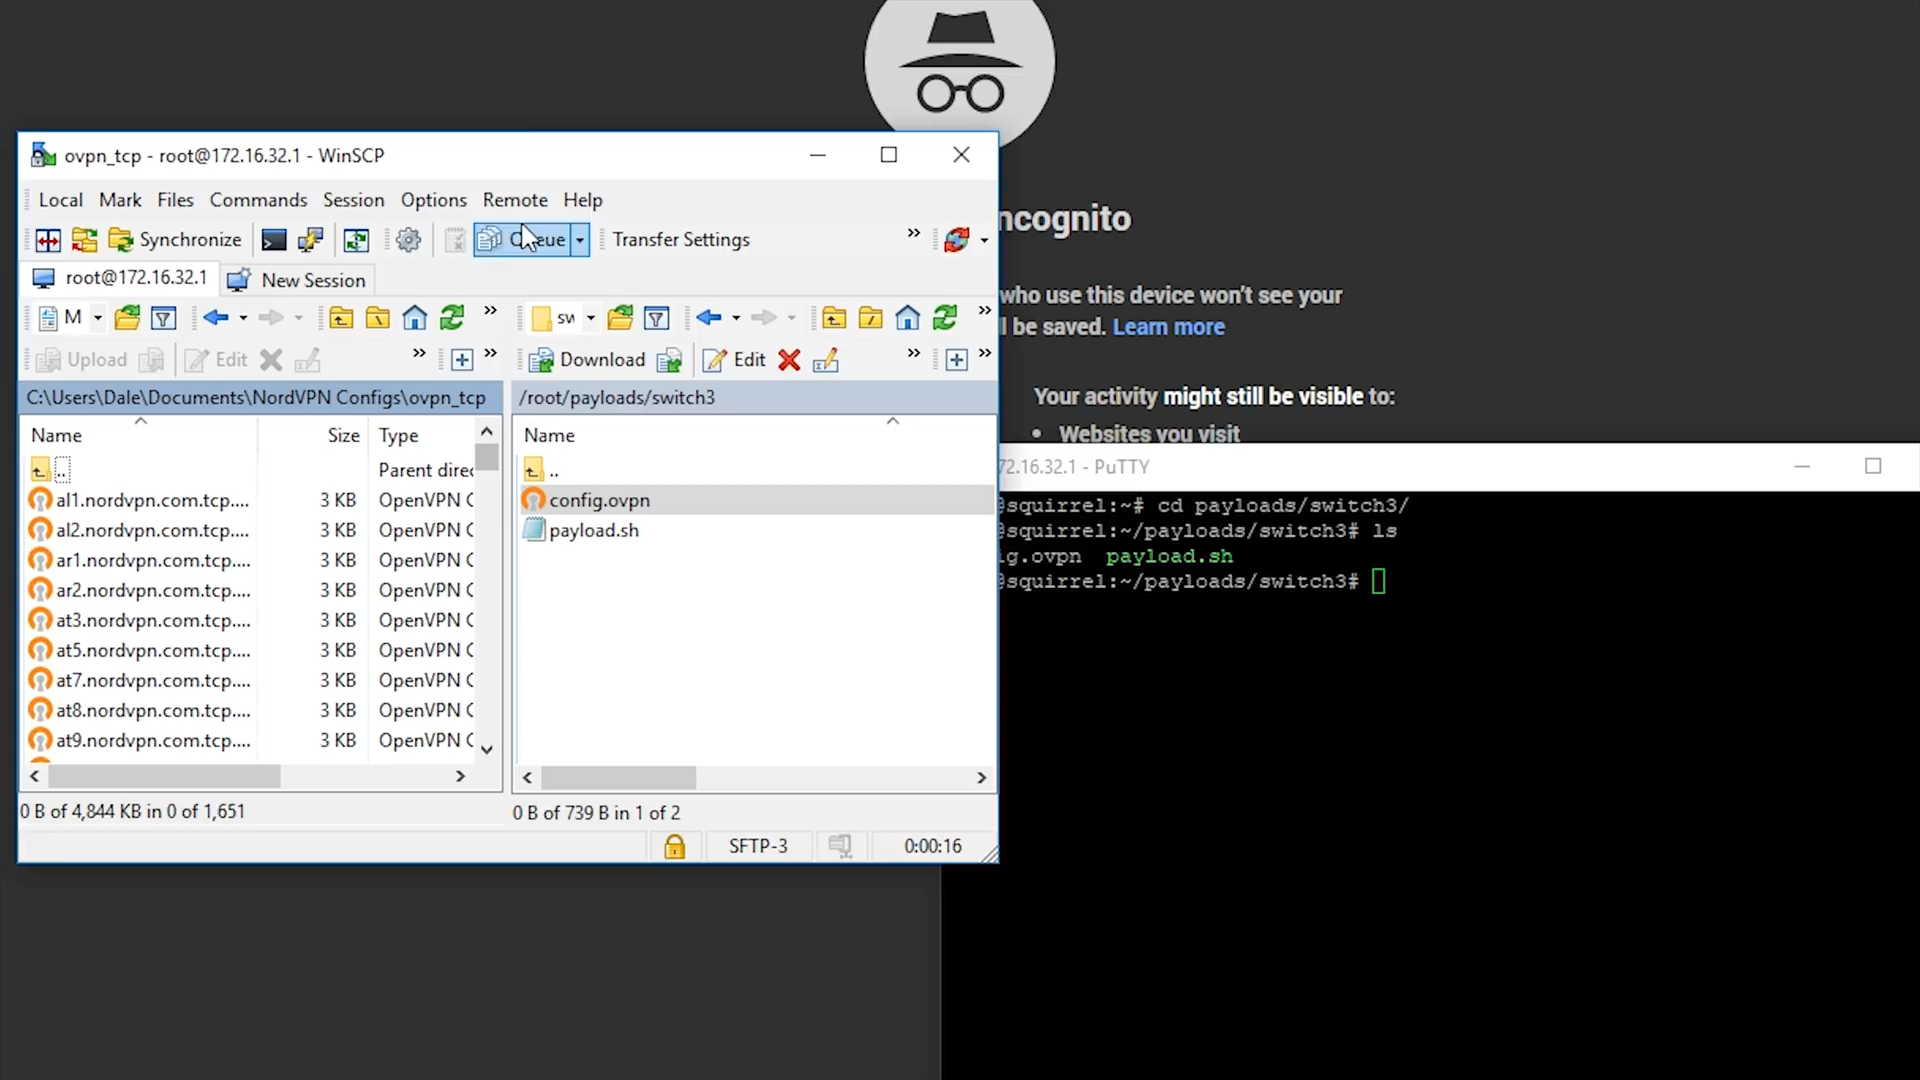 ovpn_tcp - root@172.16.32.1 - WinSCP
Local Mark Files Commands Session Options Remote Help
Synchronize Transfer Settings
root@172.16.32.1 New Session
M sw
Upload Edit Download Edit
C:\Users\Dale\Documents\NordVPN Configs\ovpn_tcp /root/payloads/switch3
Name Size Type Name
.. Parent direc ..
al1.nordvpn.com.tcp.... 3 KB OpenVPN C config.ovpn
al2.nordvpn.com.tcp.... 3 KB OpenVPN C payload.sh
ar1.nordvpn.com.tcp.... 3 KB OpenVPN C
ar2.nordvpn.com.tcp.... 3 KB OpenVPN C
at3.nordvpn.com.tcp.... 3 KB OpenVPN C
at5.nordvpn.com.tcp.... 3 KB OpenVPN C
at7.nordvpn.com.tcp.... 3 KB OpenVPN C
at8.nordvpn.com.tcp.... 3 KB OpenVPN C
at9.nordvpn.com.tcp.... 3 KB OpenVPN C
0 B of 4,844 KB in 0 of 1,651 0 B of 739 B in 1 of 2
SFTP-3 0:00:16
ncognito
who use this device won't see your
l be saved. Learn more
Your activity might still be visible to:
• Websites you visit
72.16.32.1 - PuTTY
@squirrel:~# cd payloads/switch3/
@squirrel:~/payloads/switch3# ls
ig.ovpn payload.sh
@squirrel:~/payloads/switch3#